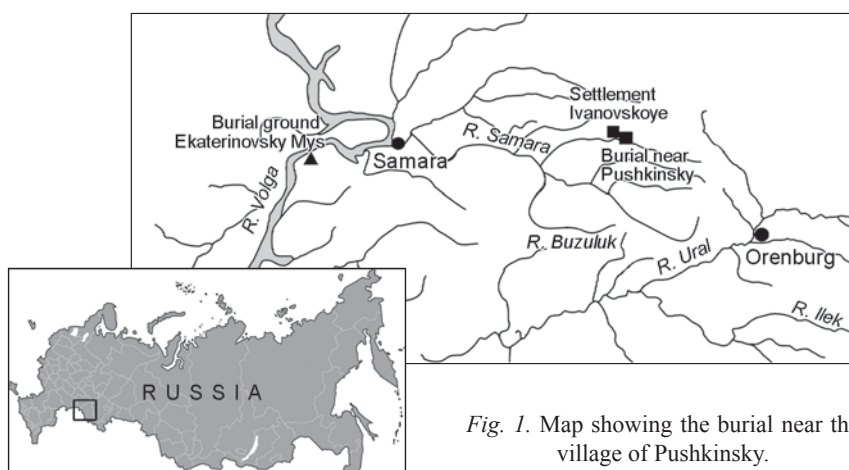 Settlement
Ivanovskoye
Burial ground
Ekaterinovsky Mys
R. Samara
Samara
Burial near
Pushkinsky
R. Volga
R. Buzuluk
R. Ural
Orenburg
R. Ilek
RUSSIA
Fig. 1. Map showing the burial near the
village of Pushkinsky.